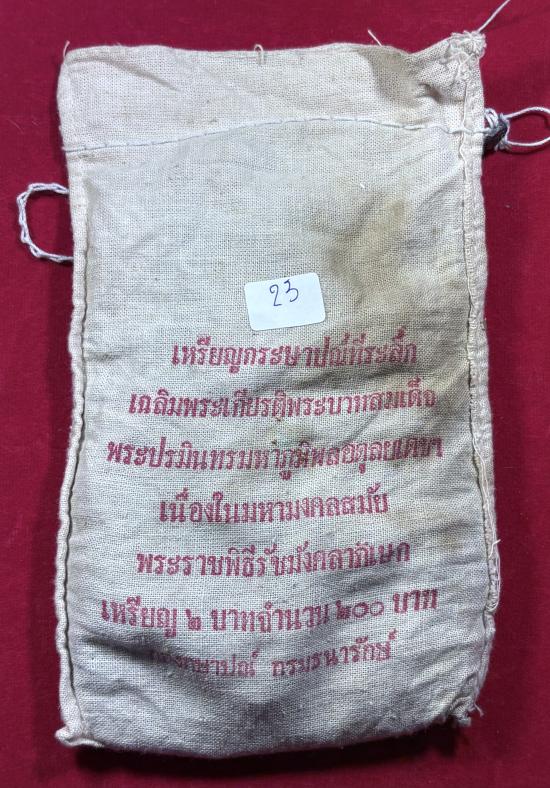 23
เหรียญกระษาปณ์ที่ระลึก
เฉลิมพระเกียรติพระบาทสมเด็จ
พระปรมินทรมหาภูมิพลอดุลยเดชฯ
เนื่องในมหามงคลสมัย
พระราชพิธีรัชมังคลาภิเษก
เหรียญ ๒ บาทจำนวน ๒๐๐ บาท
กรมธนารักษ์